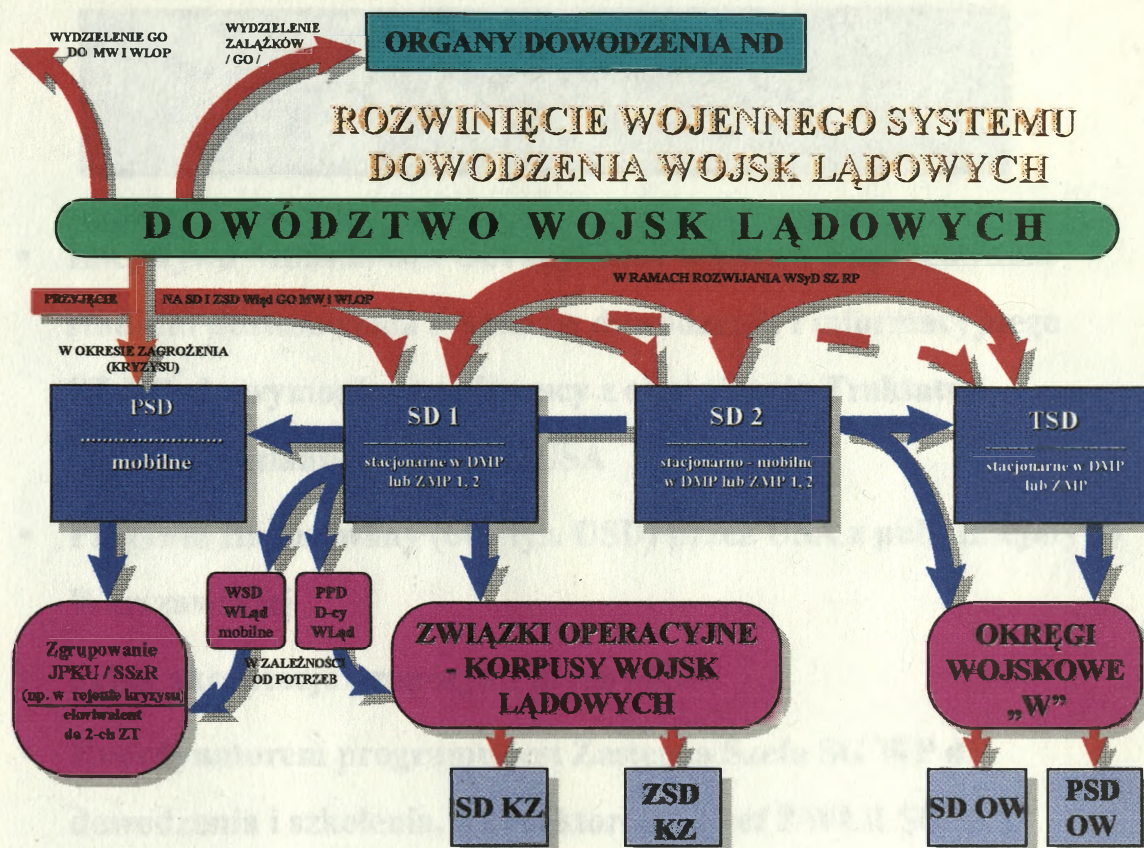 WYDZIELENIE GO
DO MW I WLOP
WYDZIELENIE
ZALĄŻKÓW
/ GO /
ORGANY DOWODZENIA ND
ROZWINIĘCIE WOJENNEGO SYSTEMU
DOWODZENIA WOJSK LĄDOWYCH
DOWÓDZTWO WOJSK LĄDOWYCH
W RAMACH ROZWIJANIA WSyD SZ RP
PRZYJĘCIE
NA SD I ZSD Wląd GO MW I WLOP
W OKRESIE ZAGROŻENIA
(KRYZYSU)
PSD
........................
mobilne
SD 1
stacjonarne w DMP
lub ZMP 1, 2
SD 2
stacjonarno - mobilne
w DMP lub ZMP 1, 2
TSD
stacjonarne w DMP
lub ZMP
WSD
WLąd
mobilne
PPD
D-cy
WLąd
W ZALEŻNOŚCI
OD POTRZEB
Zgrupowanie
JPKU / SSzR
(np. w rejonie kryzysu)
ekwiwalent
do 2-ch ZT
ZWIĄZKI OPERACYJNE
- KORPUSY WOJSK
LĄDOWYCH
OKRĘGI
WOJSKOWE
„W”
SD KZ
ZSD
KZ
SD OW
PSD
OW